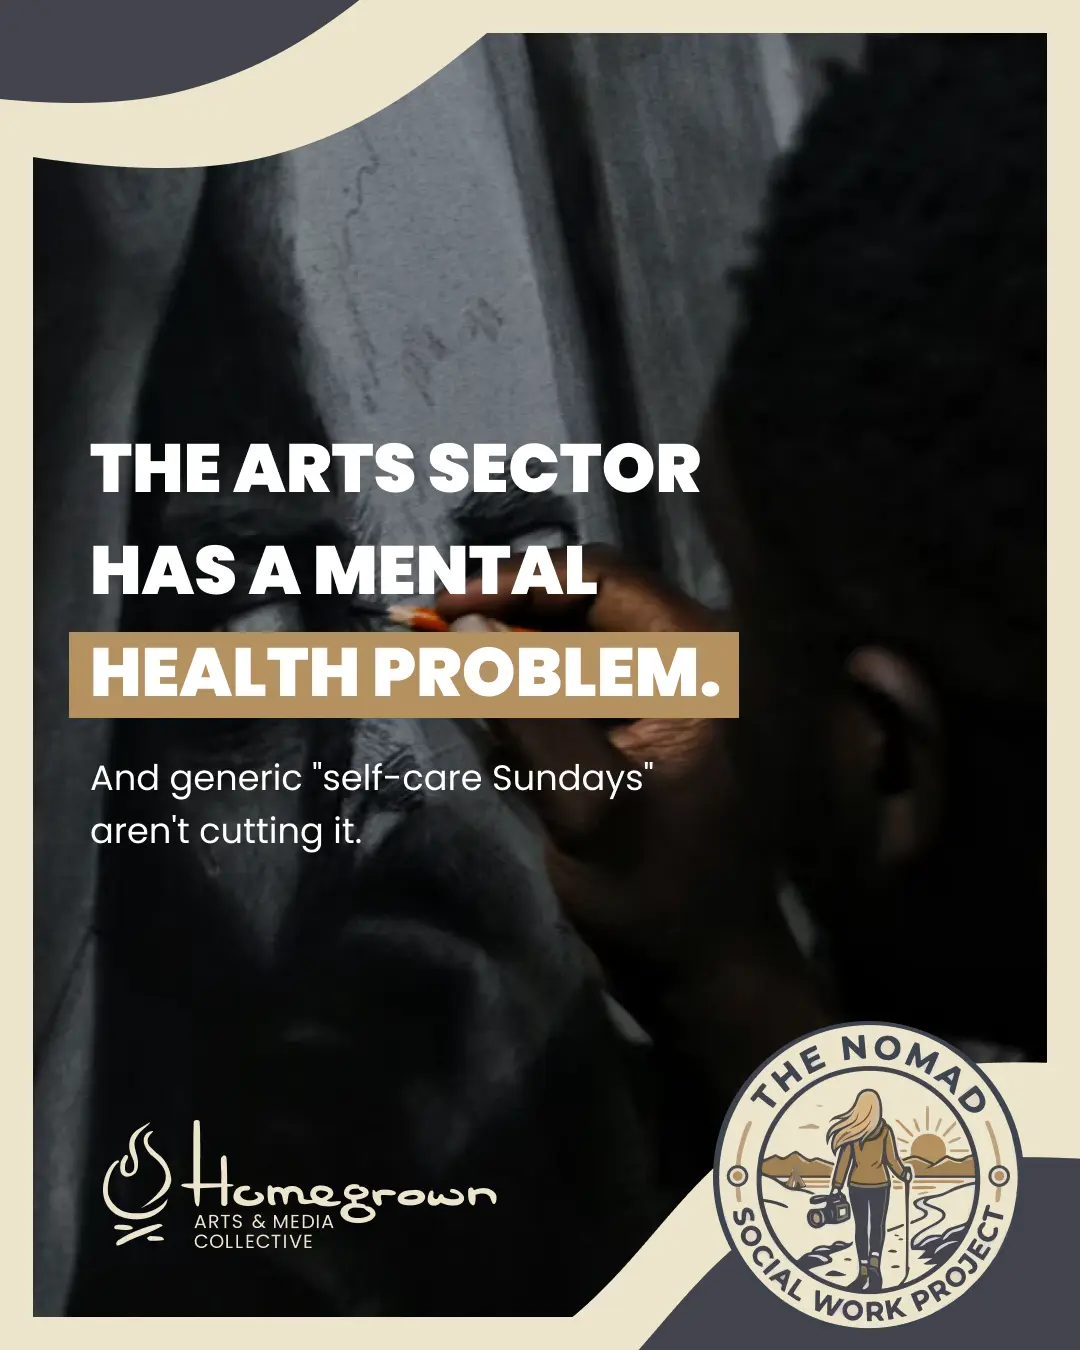 THE ARTS SECTOR
HAS A MENTAL
HEALTH PROBLEM.
And generic "self-care Sundays"
aren't cutting it.
Homegrown
ARTS & MEDIA
COLLECTIVE
THE NOMAD
SOCIAL WORK PROJECT